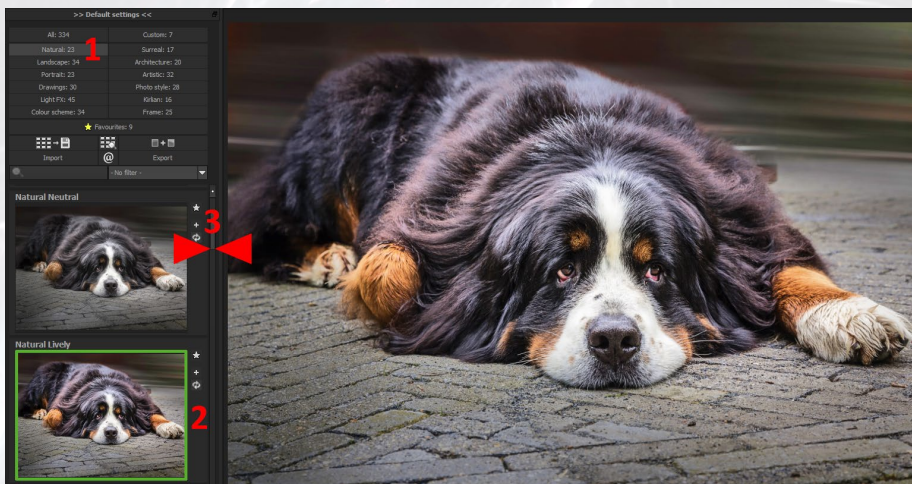 >> Default settings <<
All: 334 Custom: 7
Natural: 23 Surreal: 17
Landscape: 34 Architecture: 20
Portrait: 23 Artistic: 32
Drawings: 30 Photo style: 28
Light FX: 45 Kirlian: 16
Colour scheme: 34 Frame: 25
Favourites: 9
Import @ Export
- No filter -
1
Natural Neutral
3
Natural Lively
2